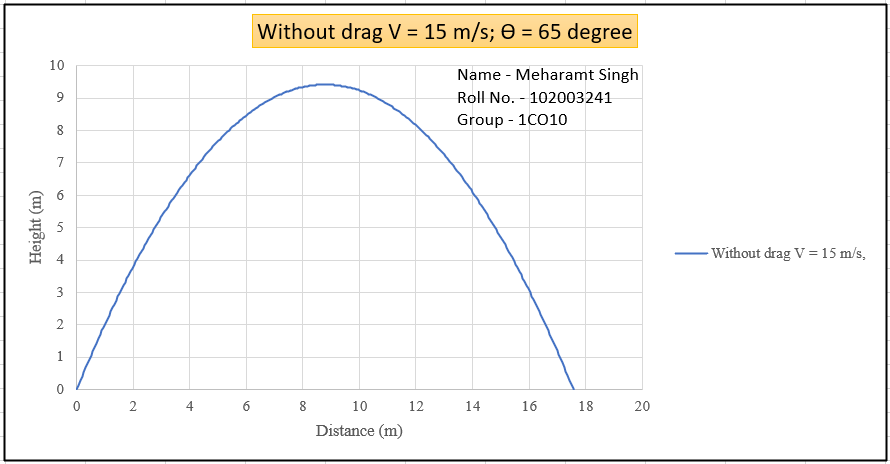 Without drag V = 15 m/s; Ө = 65 degree
Name - Meharamt Singh
Roll No. - 102003241
Group - 1CO10
10
9
8
7
6
5
4
3
2
1
0
Height (m)
0 2 4 6 8 10 12 14 16 18 20
Distance (m)
Without drag V = 15 m/s,